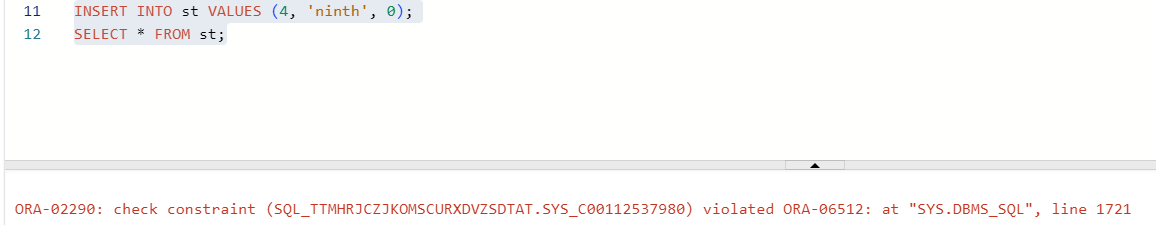 11 INSERT INTO st VALUES (4, 'ninth', 0);
12 SELECT * FROM st;
ORA-02290: check constraint (SQL_TTMHRJCZJKOMSCURXDVZSDTAT.SYS_C00112537980) violated ORA-06512: at "SYS.DBMS_SQL", line 1721